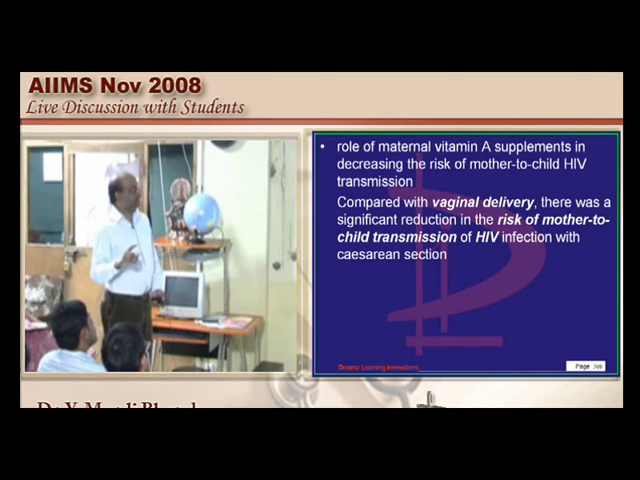 AIIMS Nov 2008
Live Discussion with Students
• role of maternal vitamin A supplements in
decreasing the risk of mother-to-child HIV
transmission
Compared with vaginal delivery, there was a
significant reduction in the risk of mother-to-
child transmission of HIV infection with
caesarean section
Learning Innovations
Page